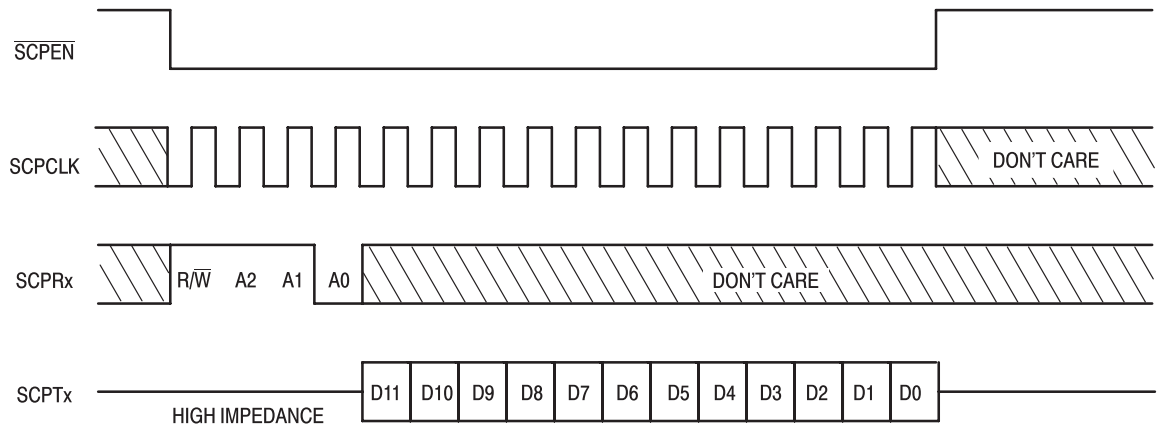 SCPEN
SCPCLK
DON'T CARE
SCPRx
R/W A2 A1 A0
DON'T CARE
SCPTx
D11 D10 D9 D8 D7 D6 D5 D4 D3 D2 D1 D0
HIGH IMPEDANCE